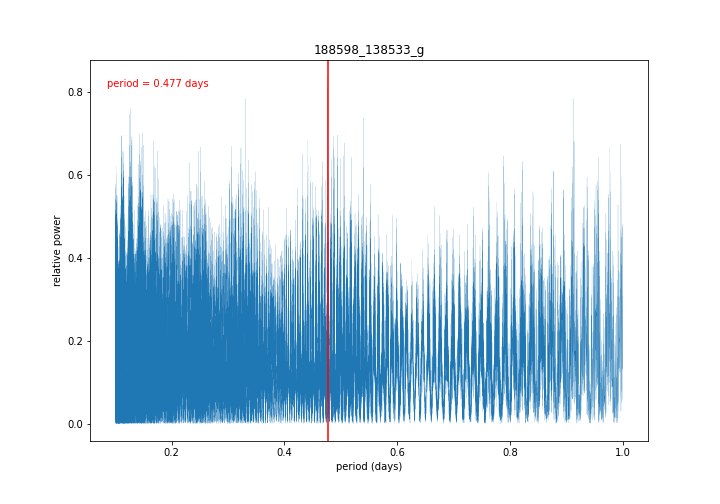 188598_138533_g
period = 0.477 days
relative power
0.8
0.6
0.4
0.2
0.0
0.2 0.4 0.6 0.8 1.0
period (days)